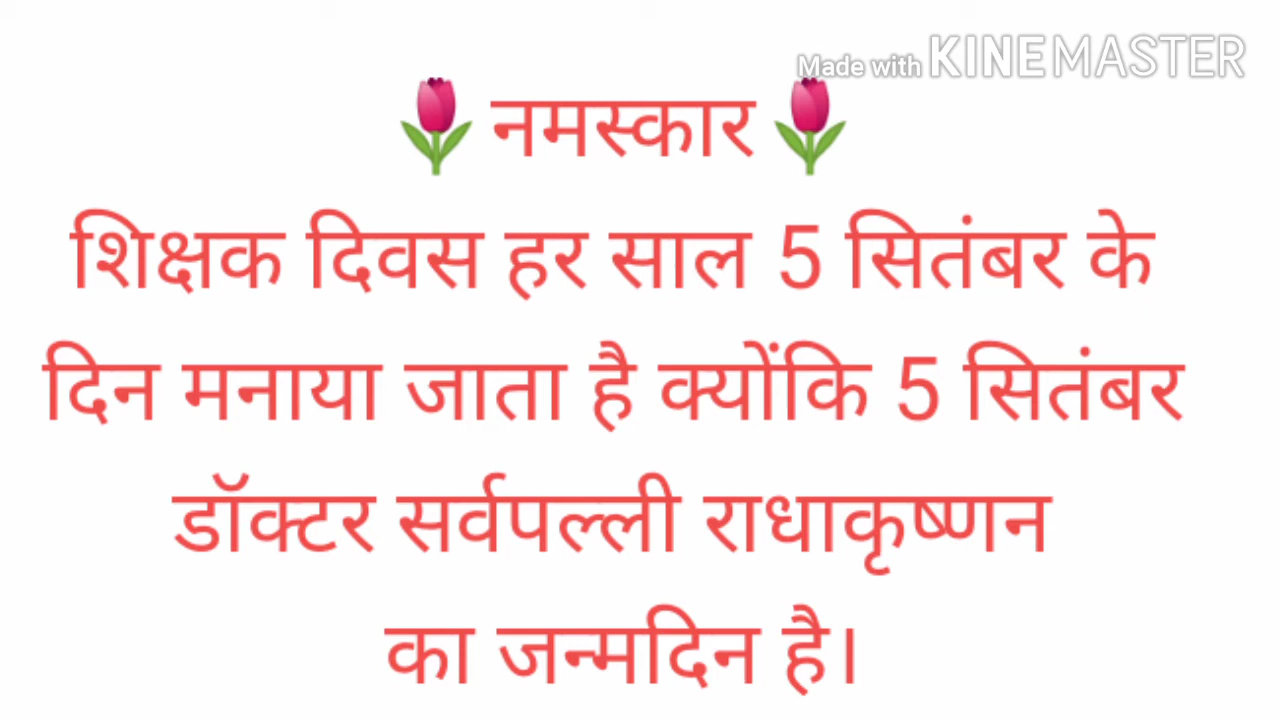 Made with KINEMASTER
🌷नमस्कार🌷
शिक्षक दिवस हर साल 5 सितंबर के
दिन मनाया जाता है क्योंकि 5 सितंबर
डॉक्टर सर्वपल्ली राधाकृष्णन
का जन्मदिन है।